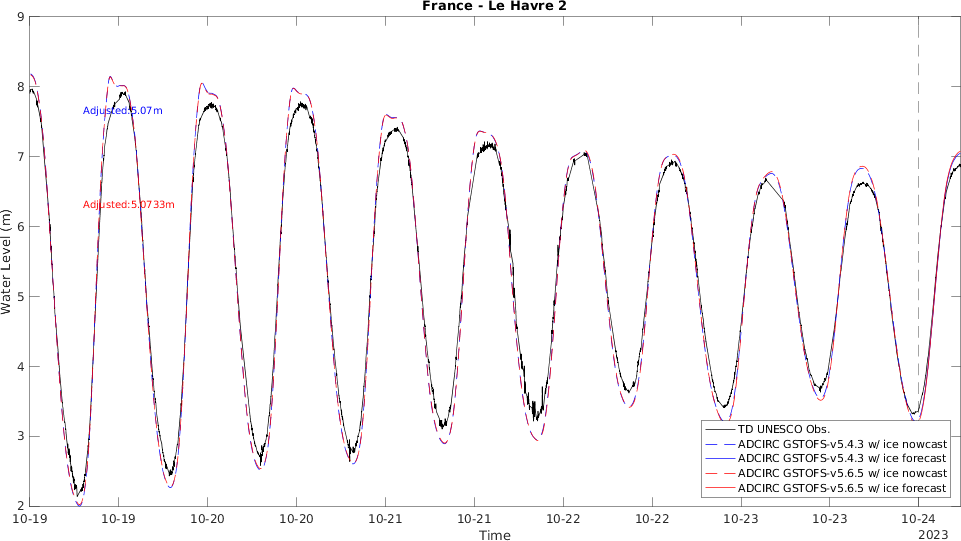 France - Le Havre 2
Water Level (m)
9
8
7
6
5
4
3
2
Adjusted:5.07m
Adjusted:5.0733m
TD UNESCO Obs.
ADCIRC GSTOFS-v5.4.3 w/ ice nowcast
ADCIRC GSTOFS-v5.4.3 w/ ice forecast
ADCIRC GSTOFS-v5.6.5 w/ ice nowcast
ADCIRC GSTOFS-v5.6.5 w/ ice forecast
10-19 10-19 10-20 10-20 10-21 10-21 10-22 10-22 10-23 10-23 10-24
Time
2023